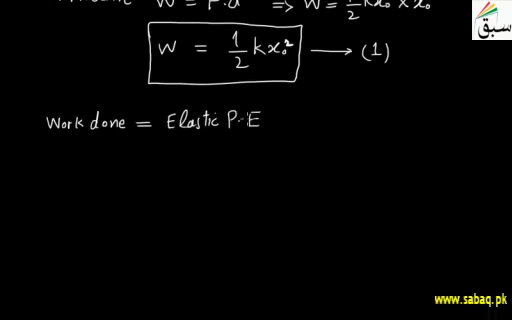 W = F.d ⇒ W = 1/2 kx₀ × x₀
W = 1/2 kx₀² → (1)
Work done = Elastic P.E
سبق
www.sabaq.pk